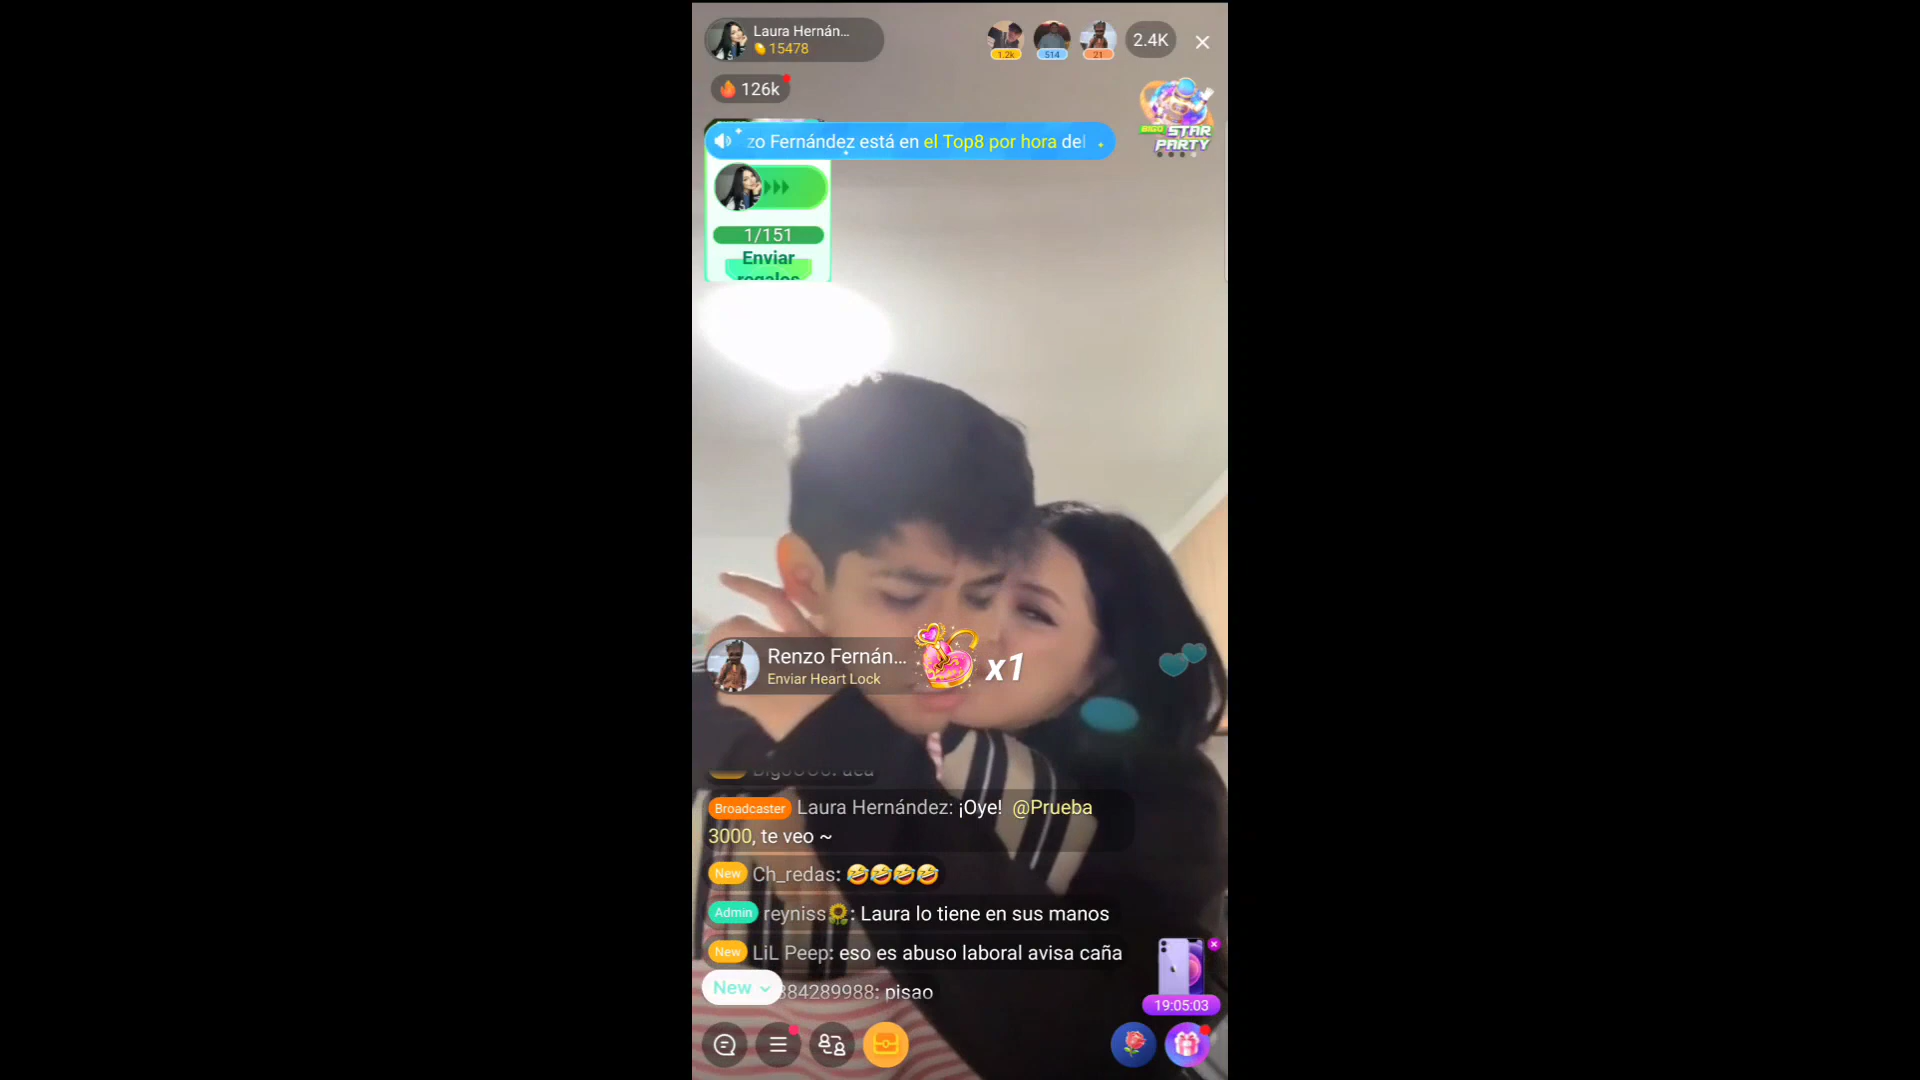 Laura Hernán...
15478
1.2k
514
21
2.4K
126k
BIGO STAR PARTY
zo Fernández está en el Top8 por hora del
1/151
Enviar
regalos
Renzo Fernán...
Enviar Heart Lock
x1
Broadcaster Laura Hernández: ¡Oye! @Prueba
3000, te veo ~
New Ch_redas: 🤣🤣🤣🤣
Admin reyniss🌻: Laura lo tiene en sus manos
New LiL Peep: eso es abuso laboral avisa caña
New 384289988: pisao
19:05:03